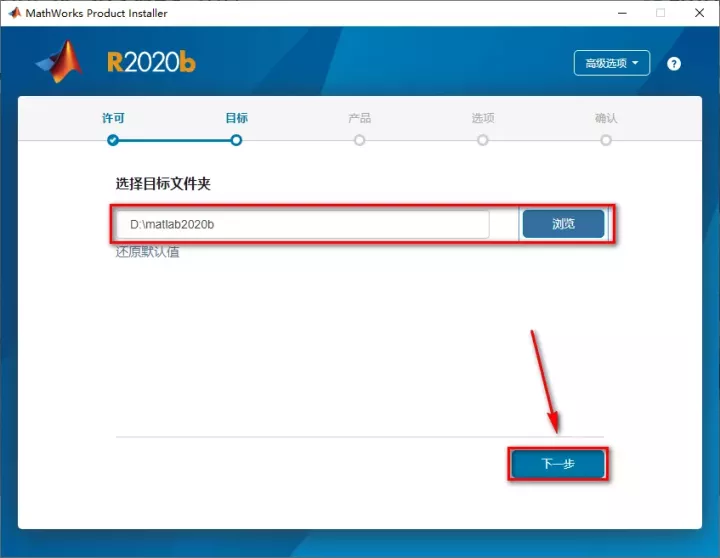 MathWorks Product Installer
R2020b
高级选项
?
许可
目标
产品
选项
确认
选择目标文件夹
D:\matlab2020b
浏览
还原默认值
下一步